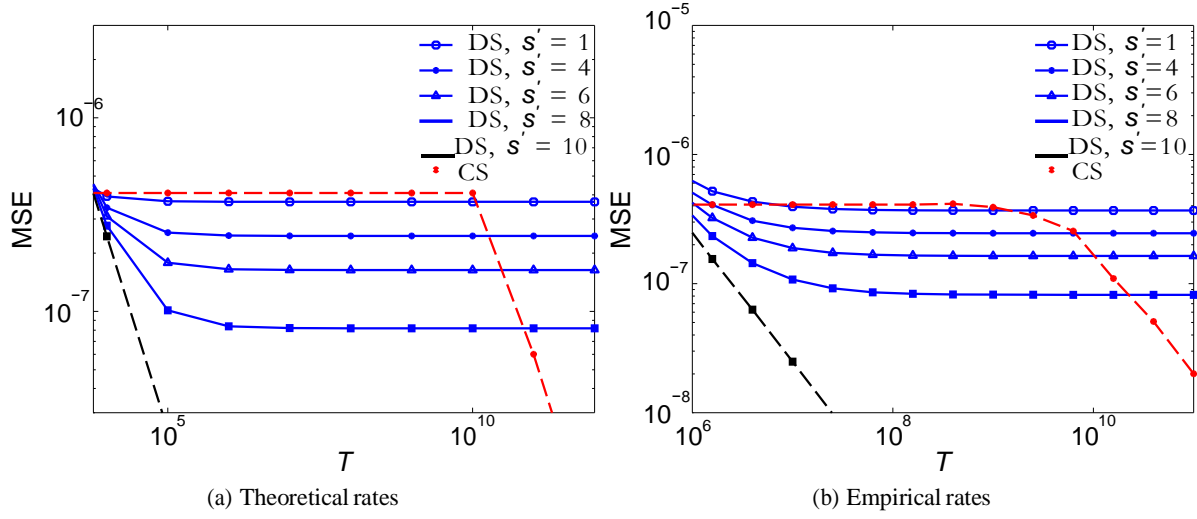 DS, s' = 1
DS, s' = 4
DS, s' = 6
DS, s' = 8
DS, s' = 10
CS
10^-6
10^-7
MSE
10^5
10^10
T
(a) Theoretical rates
10^-5
DS, s'=1
DS, s'=4
DS, s'=6
DS, s'=8
DS, s'=10
CS
10^-6
10^-7
10^-8
MSE
10^6
10^8
10^10
T
(b) Empirical rates